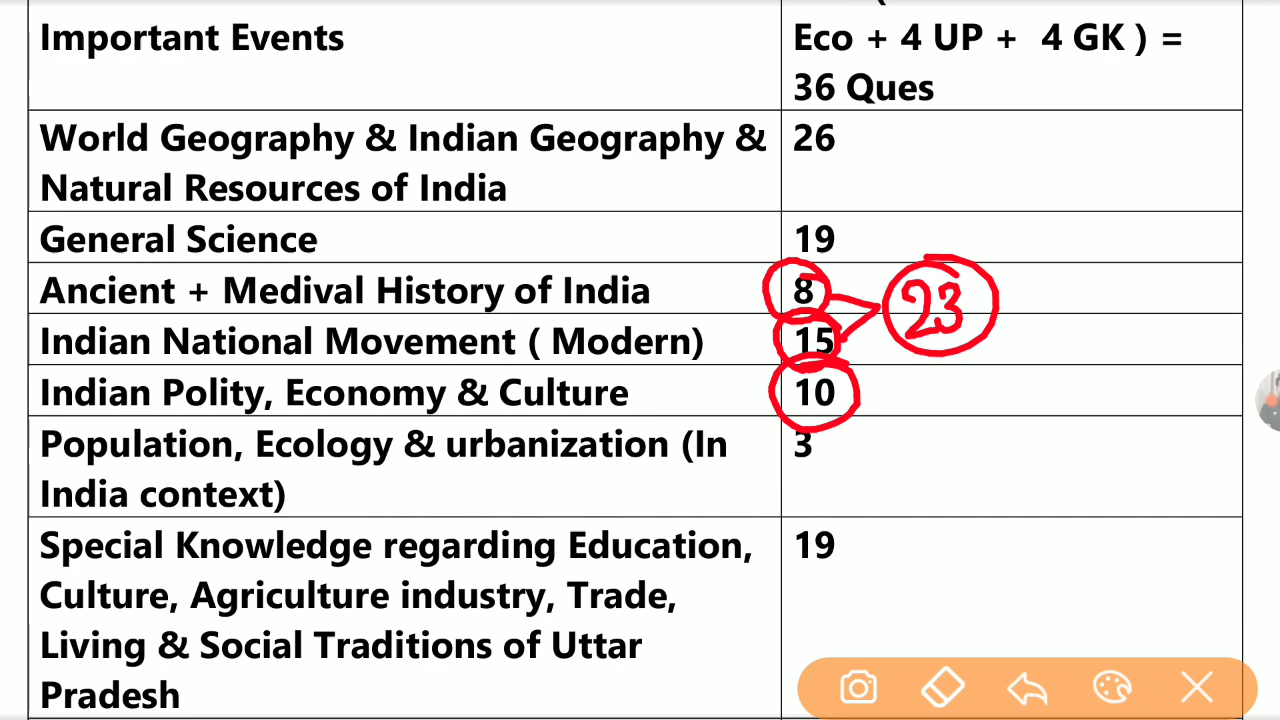 Important Events
Eco + 4 UP + 4 GK ) =
36 Ques
World Geography & Indian Geography &
Natural Resources of India
26
General Science
19
Ancient + Medival History of India
8
23
Indian National Movement ( Modern)
15
Indian Polity, Economy & Culture
10
Population, Ecology & urbanization (In
India context)
3
Special Knowledge regarding Education,
Culture, Agriculture industry, Trade,
Living & Social Traditions of Uttar
Pradesh
19